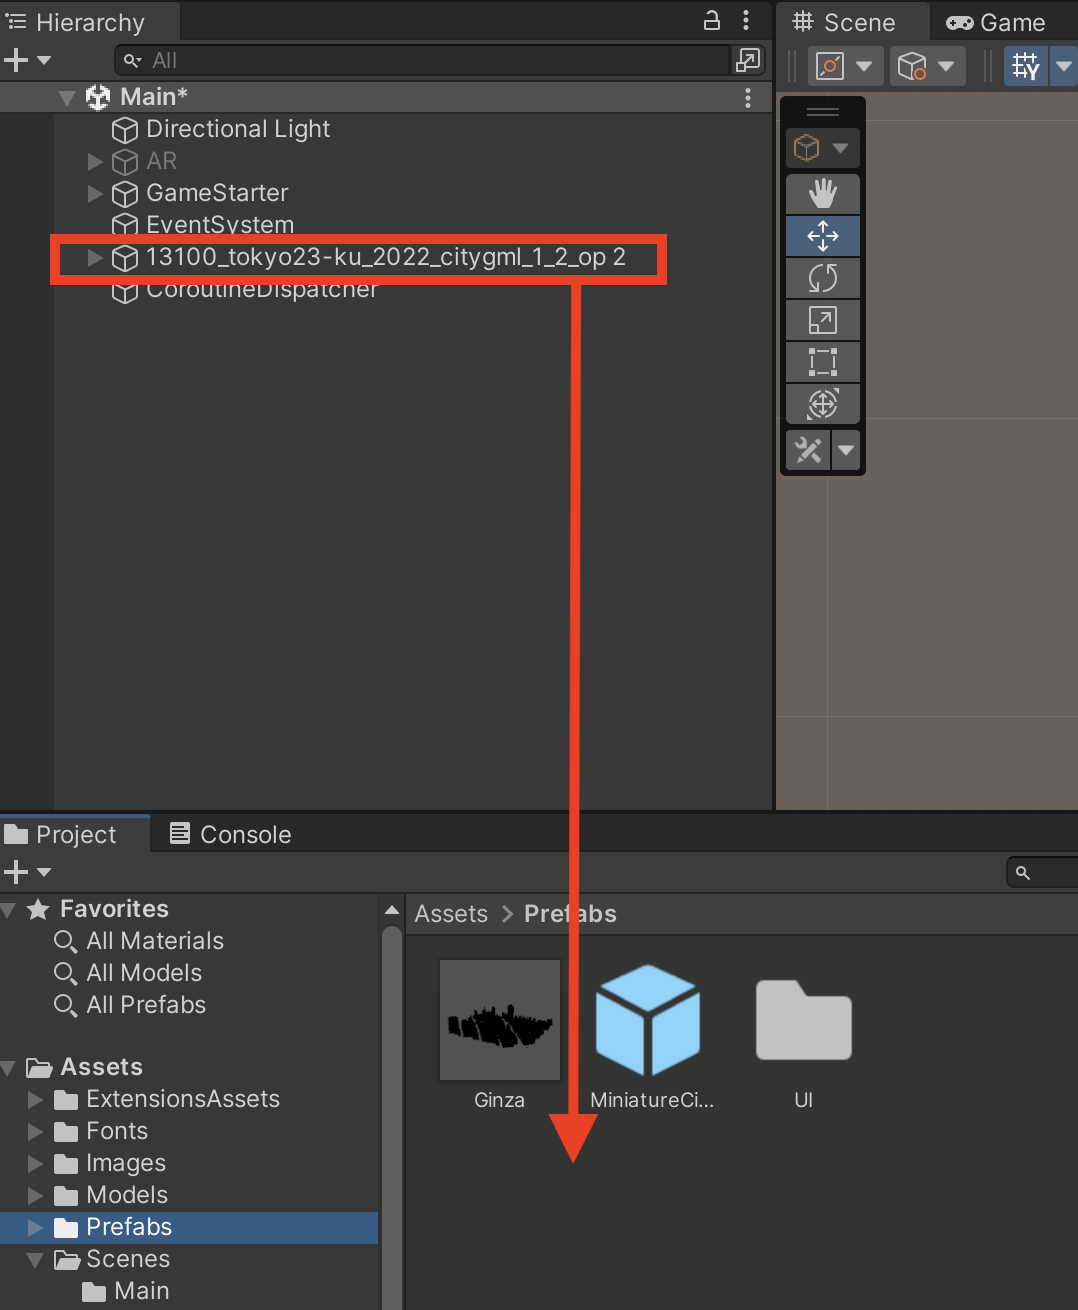 Hierarchy
All
Main*
Directional Light
AR
GameStarter
EventSystem
13100_tokyo23-ku_2022_citygml_1_2_op 2
CoroutineDispatcher
Scene
Game
Y
Project
Console
Favorites
All Materials
All Models
All Prefabs
Assets
ExtensionsAssets
Fonts
Images
Models
Prefabs
Scenes
Main
Assets > Prefabs
Ginza
MiniatureCi...
UI